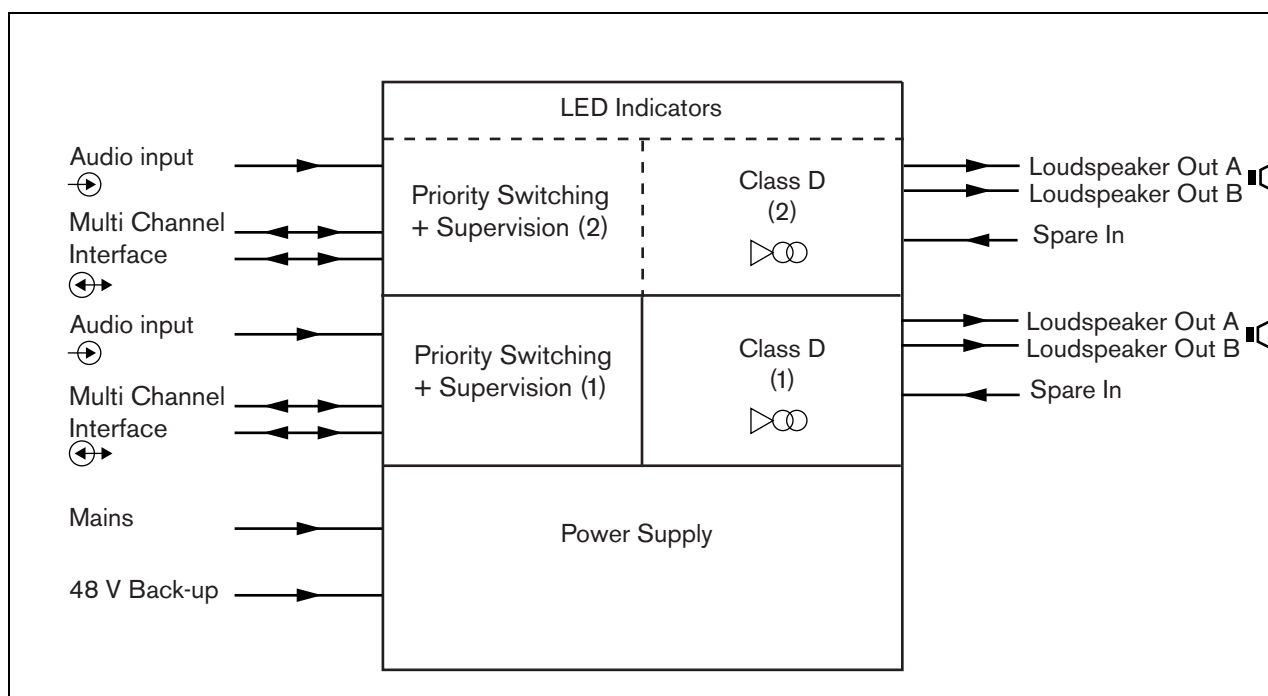 LED Indicators
Audio input
Multi Channel
Interface
Priority Switching
+ Supervision (2)
Class D
(2)
Loudspeaker Out A
Loudspeaker Out B
Spare In
Audio input
Multi Channel
Interface
Priority Switching
+ Supervision (1)
Class D
(1)
Loudspeaker Out A
Loudspeaker Out B
Spare In
Mains
48 V Back-up
Power Supply